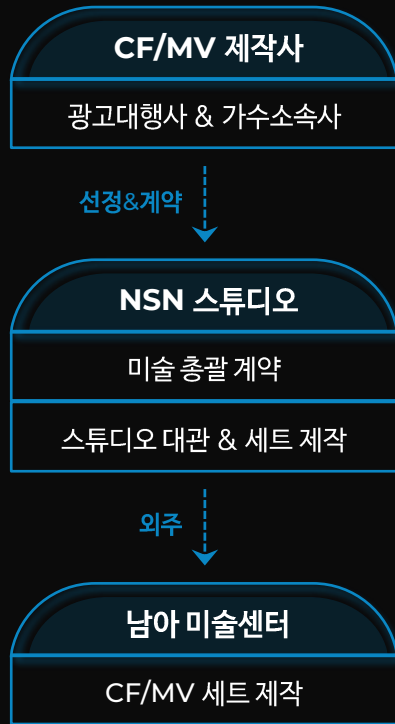 CF/MV 제작사
광고대행사 & 가수소속사
선정&계약
NSN 스튜디오
미술 총괄 계약
스튜디오 대관 & 세트 제작
외주
남아 미술센터
CF/MV 세트 제작